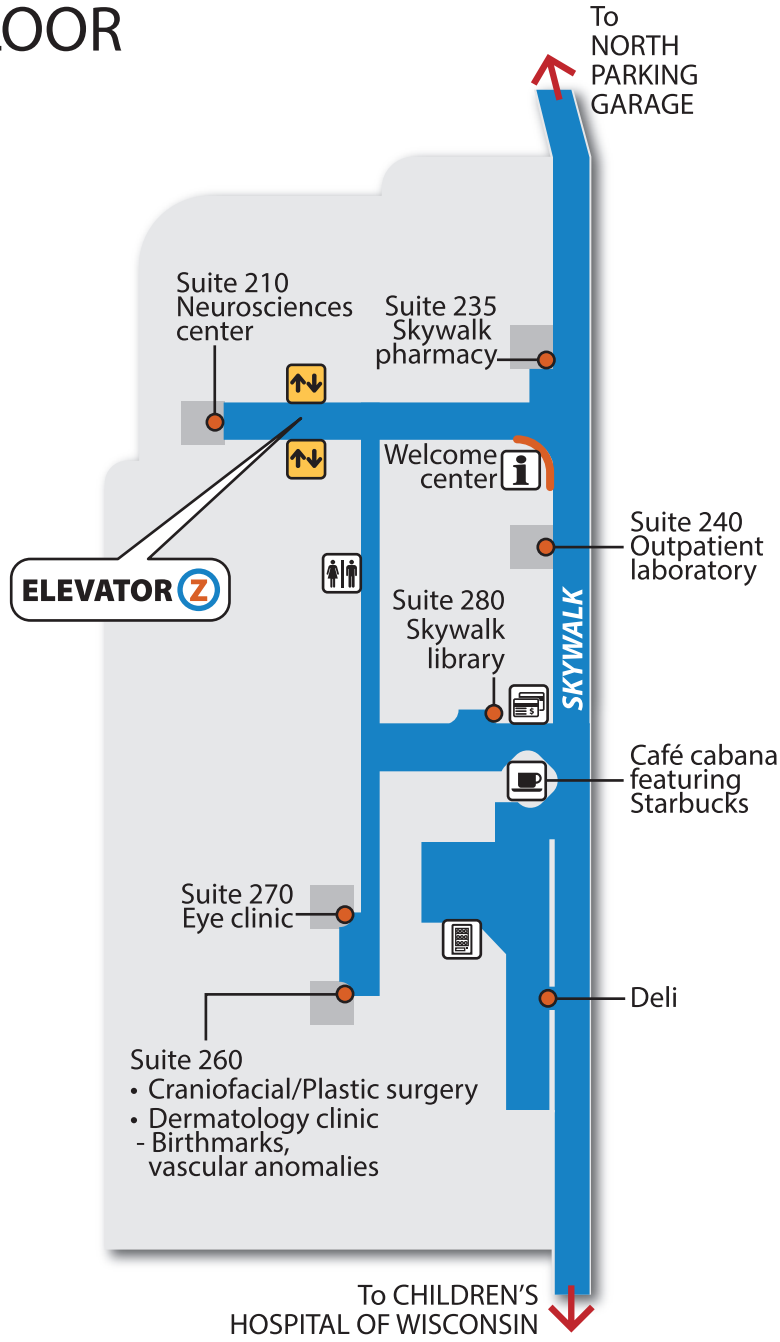 LOOR
To
NORTH
PARKING
GARAGE
Suite 210
Neurosciences
center
Suite 235
Skywalk
pharmacy
Welcome
center
i
Suite 240
Outpatient
laboratory
ELEVATOR Z
Suite 280
Skywalk
library
SKYWALK
$
Café cabana
featuring
Starbucks
Suite 270
Eye clinic
Deli
Suite 260
• Craniofacial/Plastic surgery
• Dermatology clinic
- Birthmarks,
vascular anomalies
To CHILDREN'S
HOSPITAL OF WISCONSIN